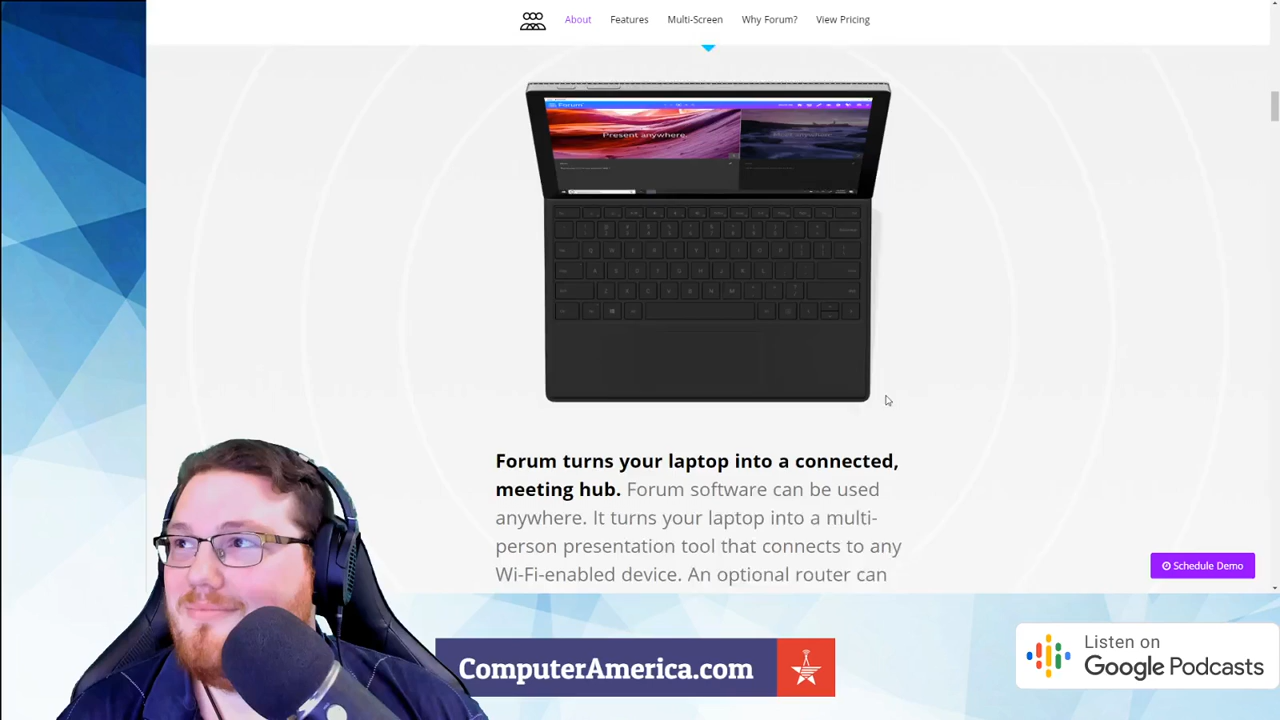 About
Features
Multi-Screen
Why Forum?
View Pricing
Forum
Present anywhere.
Forum turns your laptop into a connected,
meeting hub. Forum software can be used
anywhere. It turns your laptop into a multi-
person presentation tool that connects to any
Wi-Fi-enabled device. An optional router can
Schedule Demo
ComputerAmerica.com
Listen on
Google Podcasts